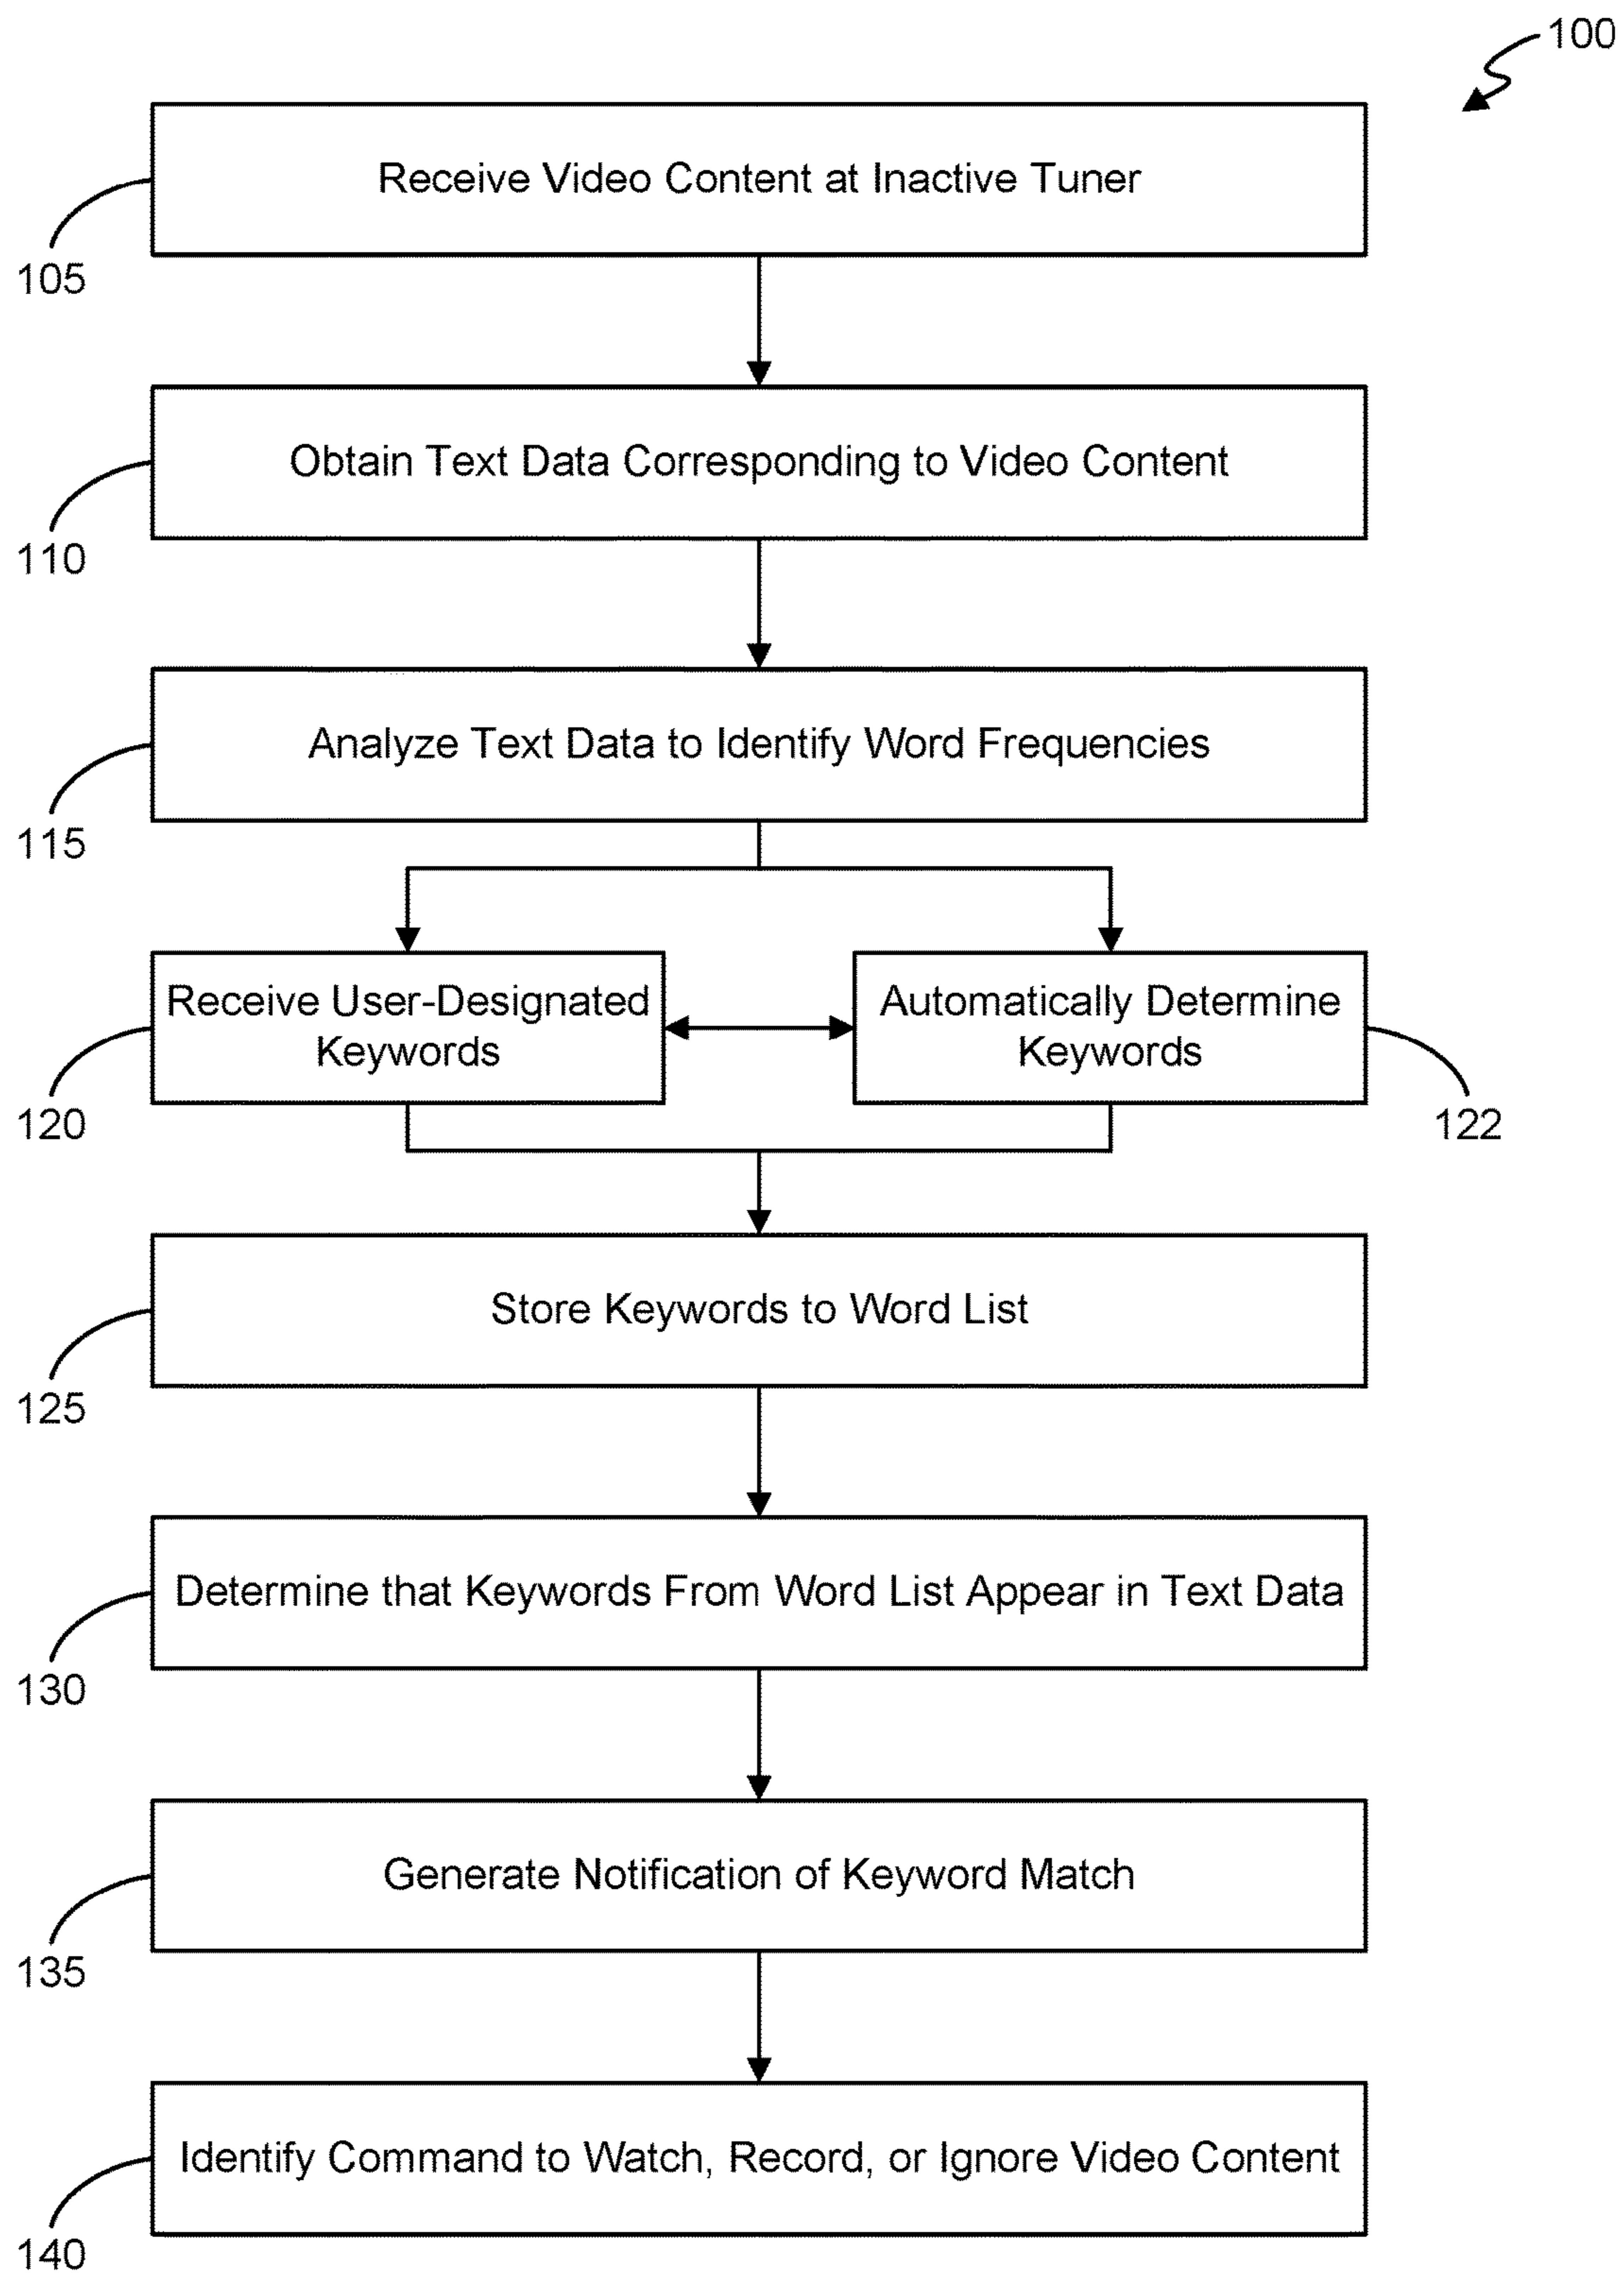 100
Receive Video Content at Inactive Tuner
105
Obtain Text Data Corresponding to Video Content
110
Analyze Text Data to Identify Word Frequencies
115
Receive User-Designated
Keywords
120
Automatically Determine
Keywords
122
Store Keywords to Word List
125
Determine that Keywords From Word List Appear in Text Data
130
Generate Notification of Keyword Match
135
Identify Command to Watch, Record, or Ignore Video Content
140